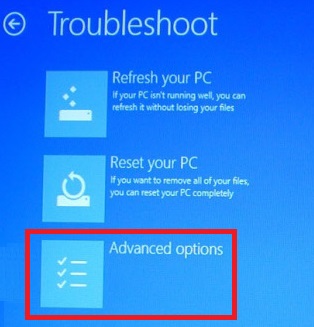 Troubleshoot
Refresh your PC
If your PC isn't running well, you can
refresh it without losing your files
Reset your PC
If you want to remove all of your files,
you can reset your PC completely
Advanced options